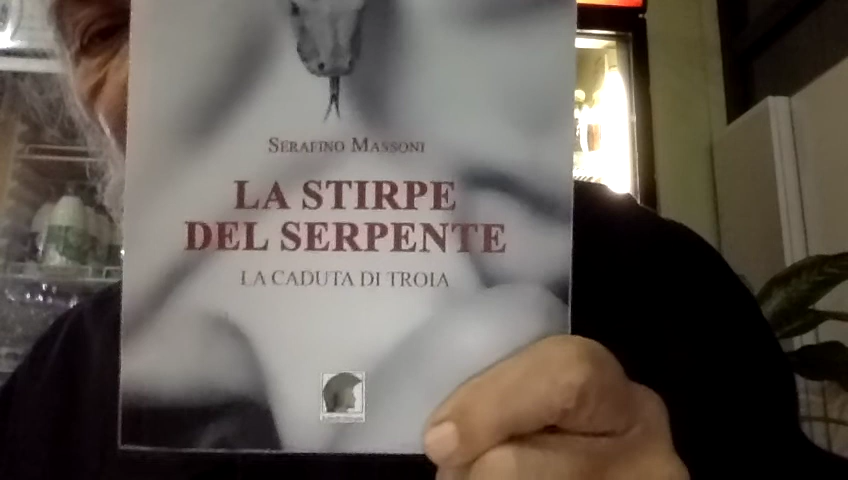 SERAFINO MASSONI
LA STIRPE
DEL SERPENTE
LA CADUTA DI TROIA